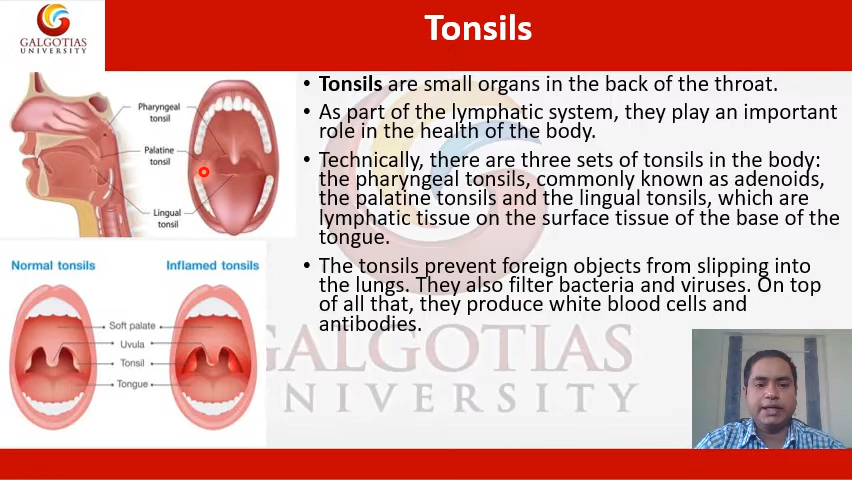 GALGOTIAS
UNIVERSITY
Tonsils
Pharyngeal
tonsil
Palatine
tonsil
Lingual
tonsil
Normal tonsils
Inflamed tonsils
Soft palate
Uvula
Tonsil
Tongue
• Tonsils are small organs in the back of the throat.
• As part of the lymphatic system, they play an important
role in the health of the body.
• Technically, there are three sets of tonsils in the body:
the pharyngeal tonsils, commonly known as adenoids,
the palatine tonsils and the lingual tonsils, which are
lymphatic tissue on the surface tissue of the base of the
tongue.
• The tonsils prevent foreign objects from slipping into
the lungs. They also filter bacteria and viruses. On top
of all that, they produce white blood cells and
antibodies.
GALGOTIAS
UNIVERSITY